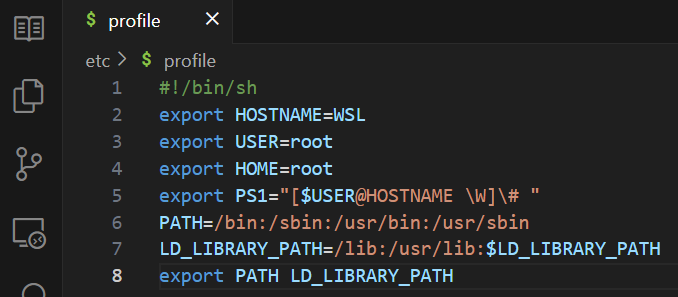 $ profile ×
etc > $ profile
1 #!/bin/sh
2 export HOSTNAME=WSL
3 export USER=root
4 export HOME=root
5 export PS1="[$USER@HOSTNAME \W]\# "
6 PATH=/bin:/sbin:/usr/bin:/usr/sbin
7 LD_LIBRARY_PATH=/lib:/usr/lib:$LD_LIBRARY_PATH
8 export PATH LD_LIBRARY_PATH